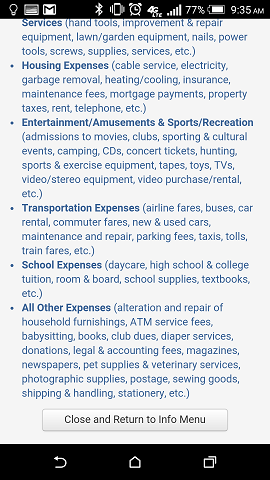 77% 9:35 AM
Services (hand tools, improvement & repair
equipment, lawn/garden equipment, nails, power
tools, screws, supplies, services, etc.)
• Housing Expenses (cable service, electricity,
garbage removal, heating/cooling, insurance,
maintenance fees, mortgage payments, property
taxes, rent, telephone, etc.)
• Entertainment/Amusements & Sports/Recreation
(admissions to movies, clubs, sporting & cultural
events, camping, CDs, concert tickets, hunting,
sports & exercise equipment, tapes, toys, TVs,
video/stereo equipment, video purchase/rental,
etc.)
• Transportation Expenses (airline fares, buses, car
rental, commuter fares, new & used cars,
maintenance and repair, parking fees, taxis, tolls,
train fares, etc.)
• School Expenses (daycare, high school & college
tuition, room & board, school supplies, textbooks,
etc.)
• All Other Expenses (alteration and repair of
household furnishings, ATM service fees,
babysitting, books, club dues, diaper services,
donations, legal & accounting fees, magazines,
newspapers, pet supplies & veterinary services,
photographic supplies, postage, sewing goods,
shipping & handling, stationery, etc.)
Close and Return to Info Menu